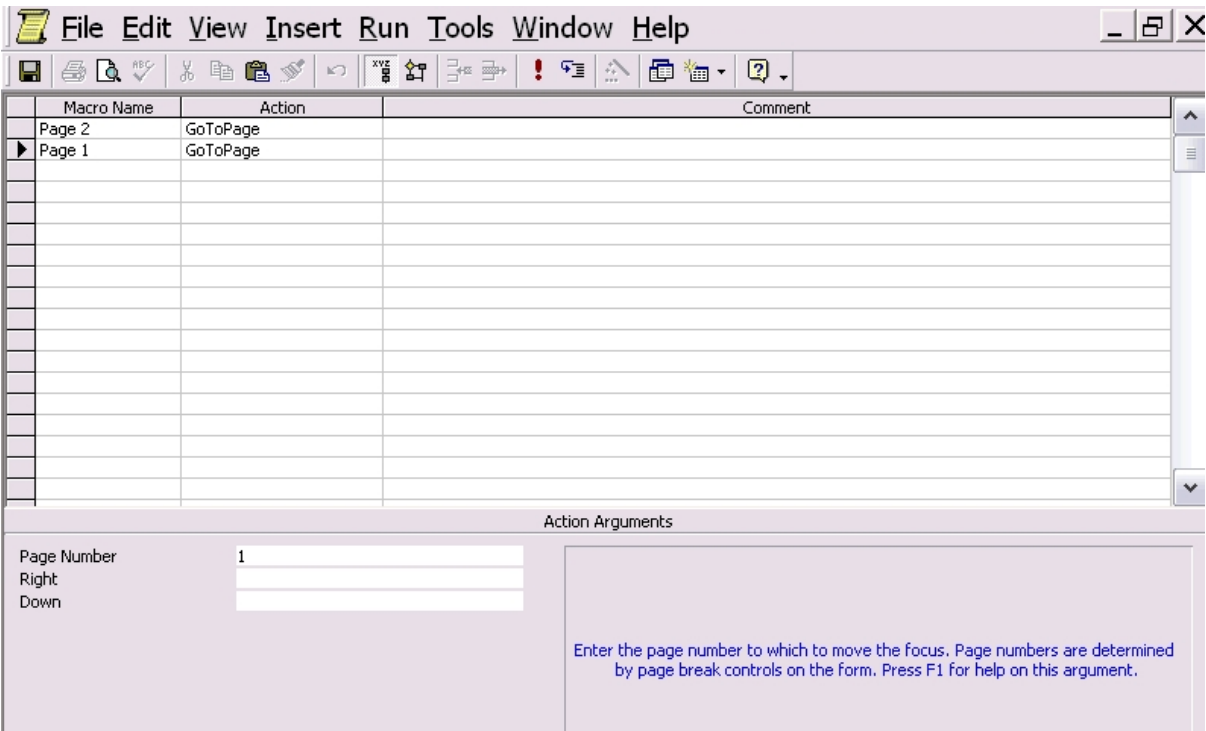 File Edit View Insert Run Tools Window Help
Macro Name Action Comment
Page 2 GoToPage
Page 1 GoToPage
Action Arguments
Page Number 1
Right
Down
Enter the page number to which to move the focus. Page numbers are determined
by page break controls on the form. Press F1 for help on this argument.